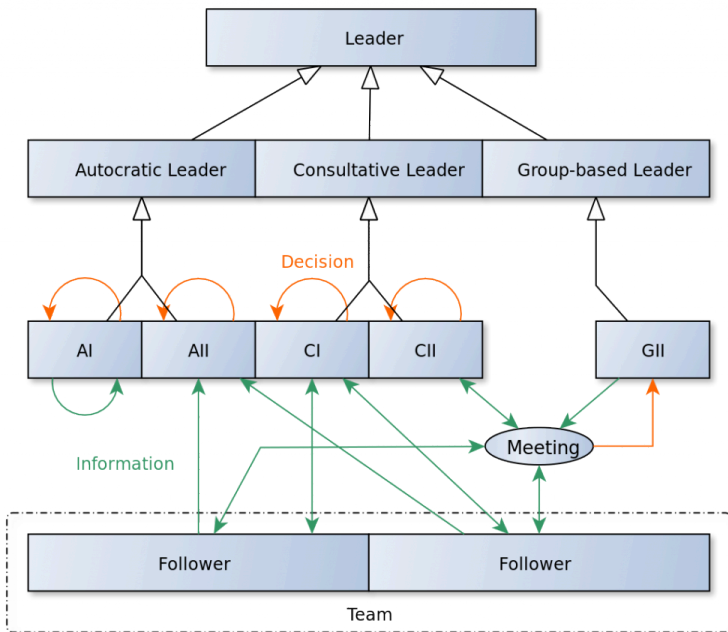 Leader
Autocratic Leader
Consultative Leader
Group-based Leader
Decision
AI
AII
CI
CII
GII
Meeting
Information
Follower
Follower
Team